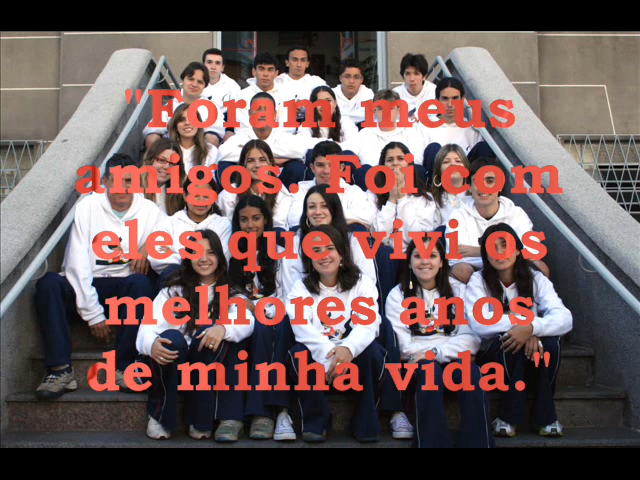 "Foram meus
amigos. Foi com
eles que vivi os
melhores anos
de minha vida."